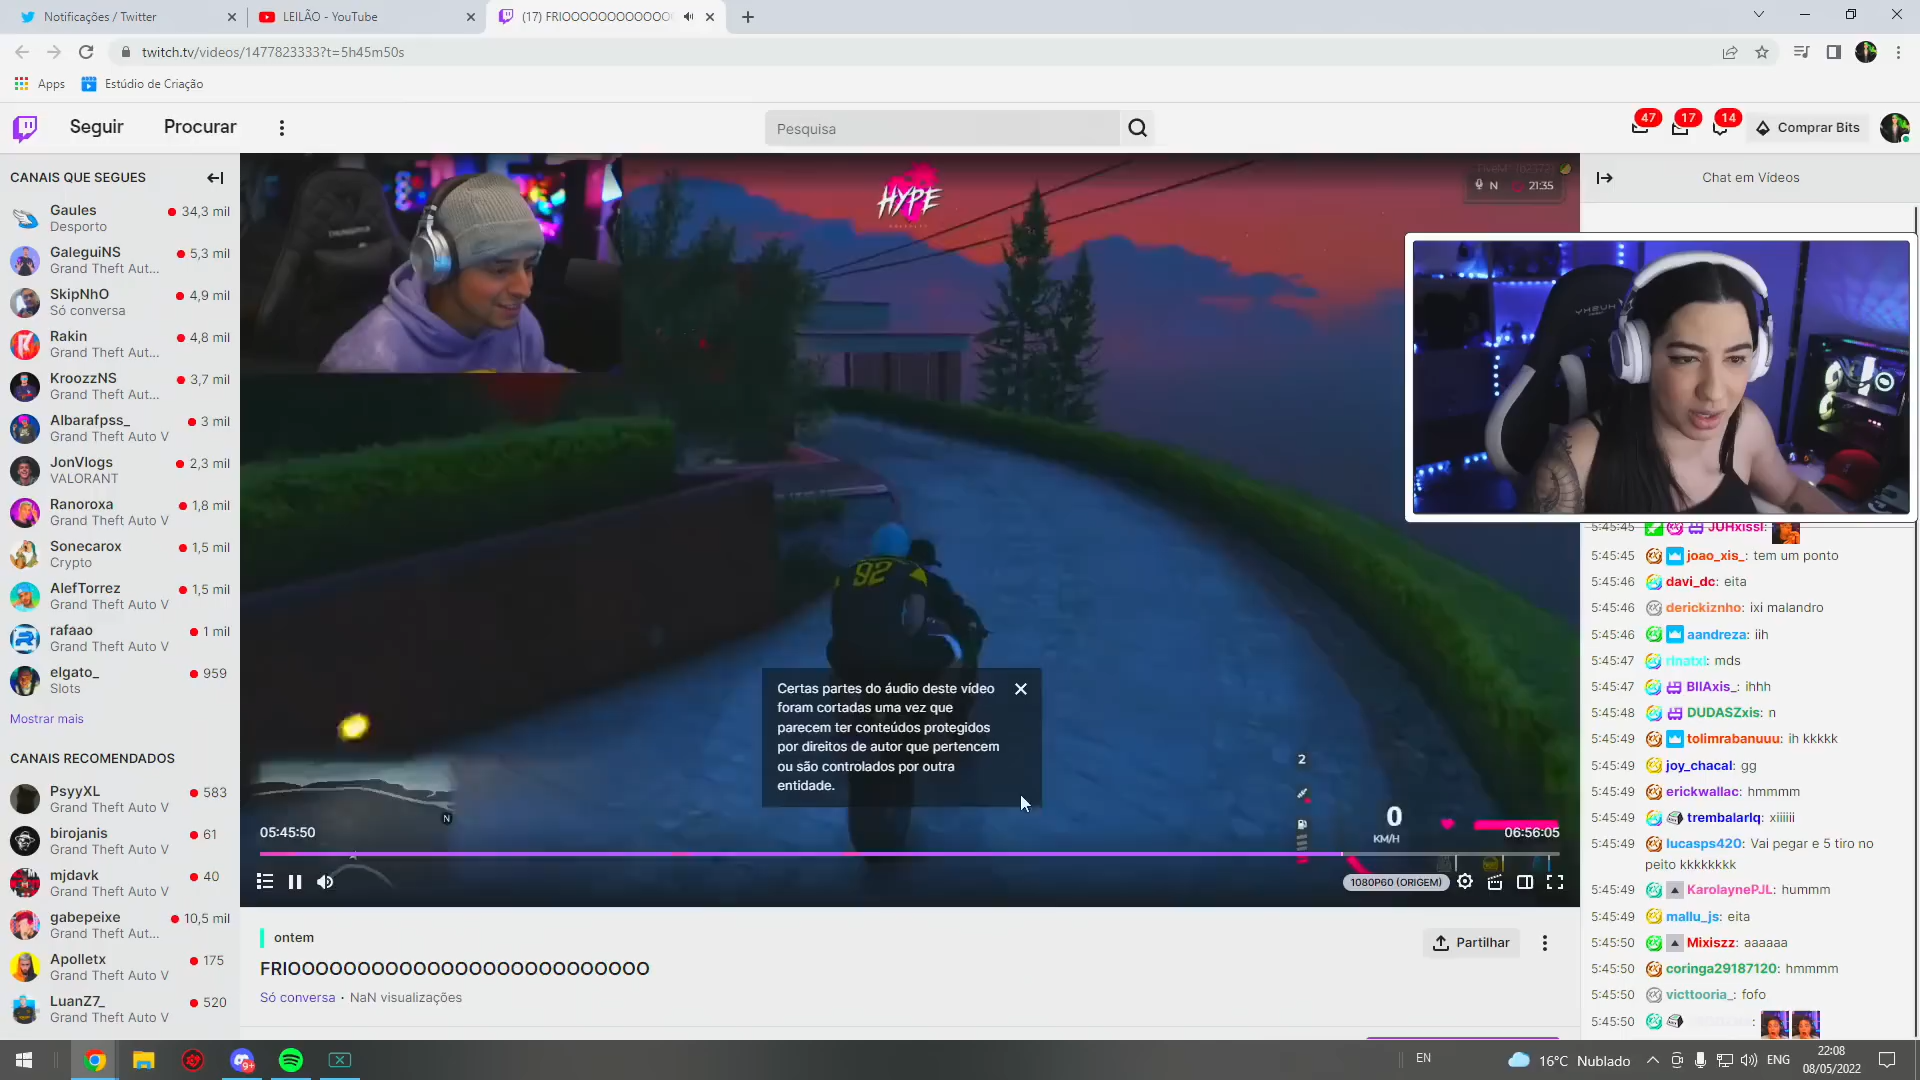 Notificações / Twitter
LEILÃO - YouTube
(17) FRIOOOOOOOOOOOO
twitch.tv/videos/1477823333?t=5h45m50s
Apps
Estúdio de Criação
Seguir
Procurar
Pesquisa
47
17
14
Comprar Bits
CANAIS QUE SEGUES
Gaules
34,3 mil
Desporto
GaleguiNS
5,3 mil
Grand Theft Aut...
SkipNhO
4,9 mil
Só conversa
Rakin
4,8 mil
Grand Theft Aut...
KroozzNS
3,7 mil
Grand Theft Aut...
Albarafpss_
3 mil
Grand Theft Auto V
JonVlogs
2,3 mil
VALORANT
Ranoroxa
1,8 mil
Grand Theft Auto V
Sonecarox
1,5 mil
Crypto
AlefTorrez
1,5 mil
Grand Theft Auto V
rafaao
1 mil
Grand Theft Auto V
elgato_
959
Slots
Mostrar mais
CANAIS RECOMENDADOS
PsyyXL
583
Grand Theft Auto V
birojanis
61
Grand Theft Auto V
mjdavk
40
Grand Theft Auto V
gabepeixe
10,5 mil
Grand Theft Aut...
Apolletx
175
Grand Theft Auto V
LuanZ7_
520
Grand Theft Auto V
HYPE
N
21:35
92
Certas partes do áudio deste vídeo
foram cortadas uma vez que
parecem ter conteúdos protegidos
por direitos de autor que pertencem
ou são controlados por outra
entidade.
N
2
0
KM/H
05:45:50
06:56:05
1080P60 (ORIGEM)
ontem
Partilhar
FRIOOOOOOOOOOOOOOOOOOOOOOOOOO
Só conversa · NaN visualizações
Chat em Vídeos
5:45:45 JUHxissl:
5:45:45 joao_xis_: tem um ponto
5:45:46 davi_dc: eita
5:45:46 derickiznho: ixi malandro
5:45:46 aandreza: iih
5:45:47 rlnatxl: mds
5:45:47 BIIAxis_: ihhh
5:45:48 DUDASZxis: n
5:45:49 tolimrabanuuu: ih kkkkk
5:45:49 joy_chacal: gg
5:45:49 erickwallac: hmmmm
5:45:49 trembalarlq: xiiiiii
5:45:49 lucasps420: Vai pegar e 5 tiro no
peito kkkkkkkk
5:45:49 KarolaynePJL: hummm
5:45:49 mallu_js: eita
5:45:50 Mixiszz: aaaaaa
5:45:50 coringa29187120: hmmmm
5:45:50 victtooria_: fofo
5:45:50
9+
EN
16°C Nublado
ENG
22:08
08/05/2022